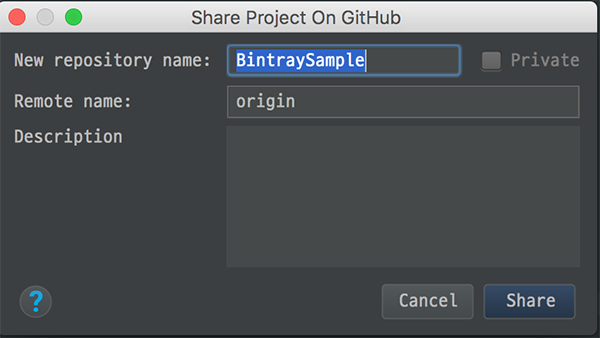 Share Project On GitHub
New repository name: BintraySample Private
Remote name: origin
Description
? Cancel Share